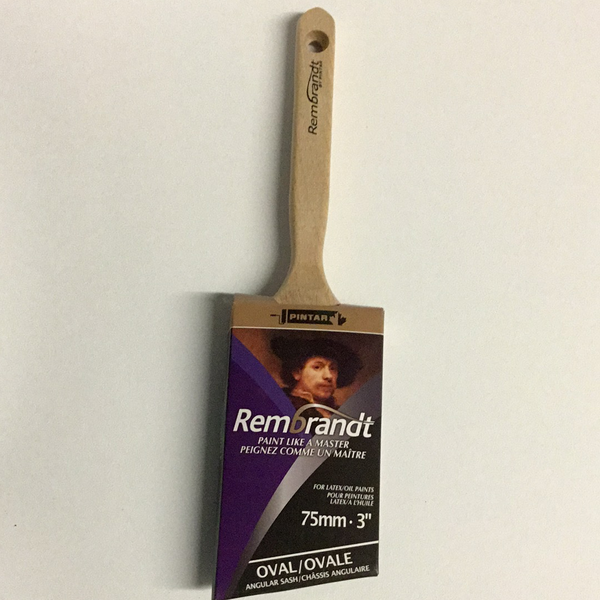 Rembrandt
PINTAR
Rembrandt
PAINT LIKE A MASTER
PEIGNEZ COMME UN MAÎTRE
FOR LATEX/OIL PAINTS
POUR PEINTURES
LATEX/A L'HUILE
75mm · 3"
OVAL/OVALE
ANGULAR SASH/CHÂSSIS ANGULAIRE